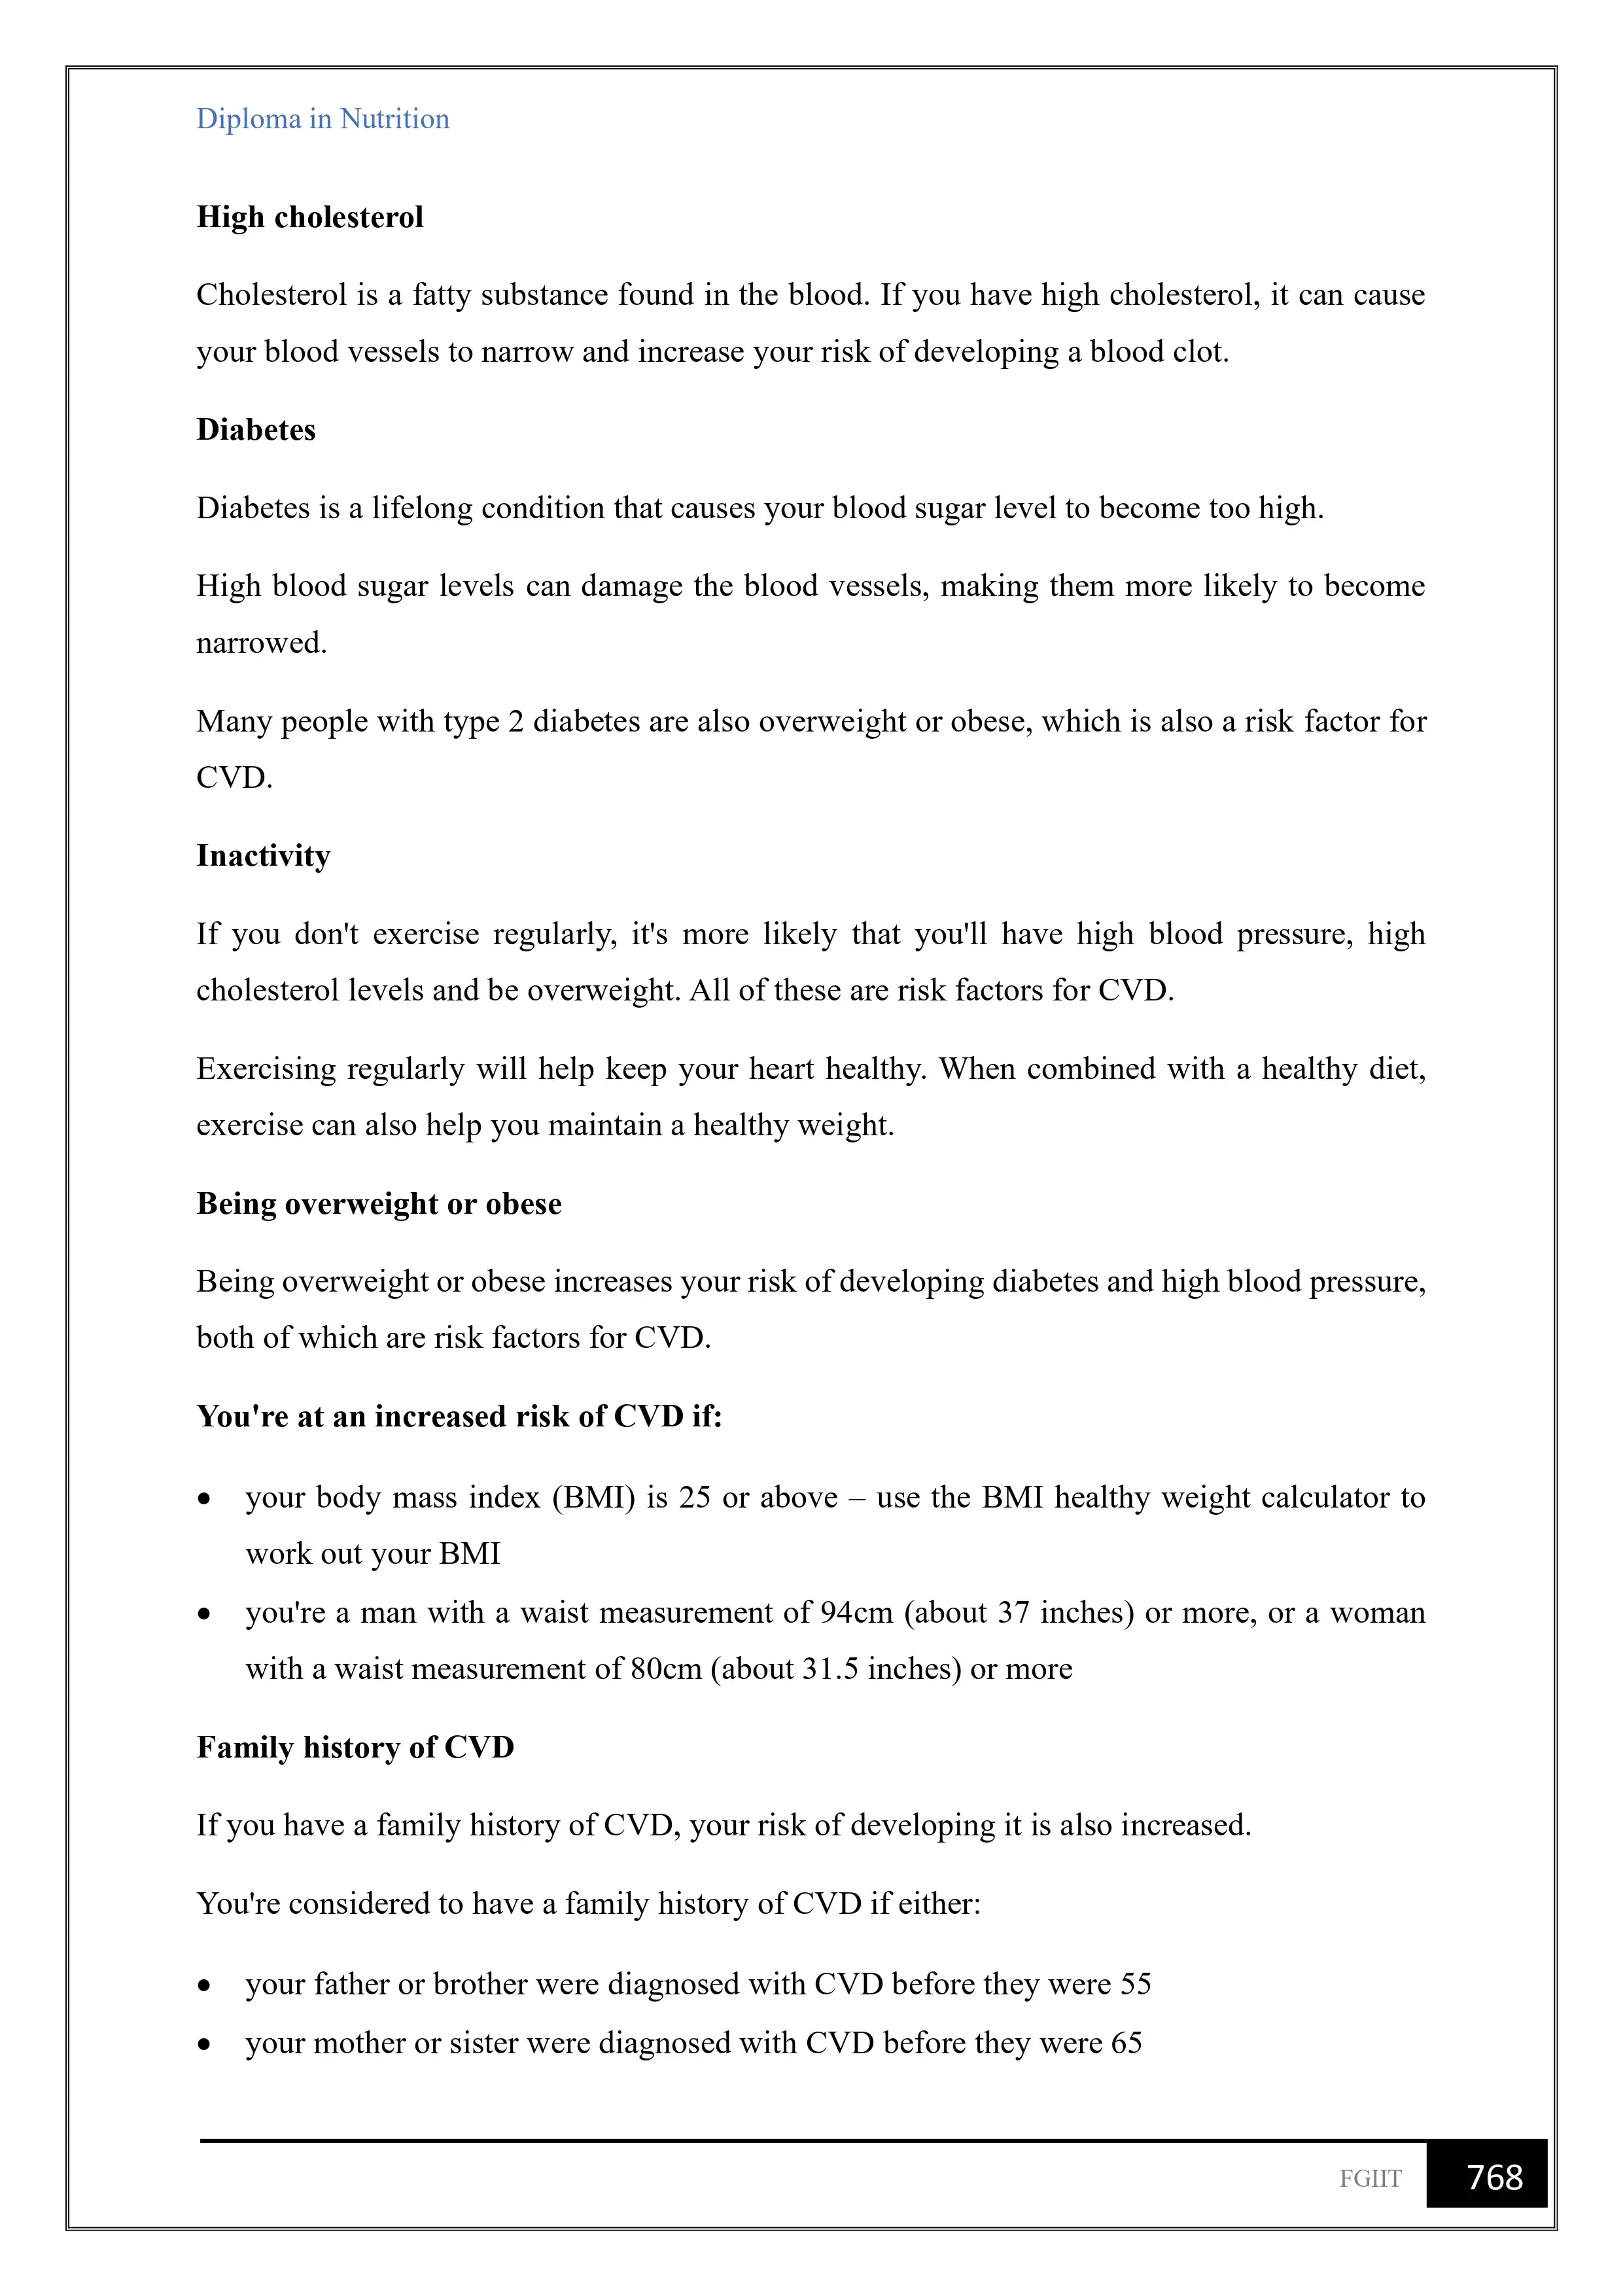 Diploma in Nutrition
High cholesterol
Cholesterol is a fatty substance found in the blood. If you have high cholesterol, it can cause
your blood vessels to narrow and increase your risk of developing a blood clot.
Diabetes
Diabetes is a lifelong condition that causes your blood sugar level to become too high.
High blood sugar levels can damage the blood vessels, making them more likely to become
narrowed.
Many people with type 2 diabetes are also overweight or obese, which is also a risk factor for
CVD.
Inactivity
If you don't exercise regularly, it's more likely that you'll have high blood pressure, high
cholesterol levels and be overweight. All of these are risk factors for CVD.
Exercising regularly will help keep your heart healthy. When combined with a healthy diet,
exercise can also help you maintain a healthy weight.
Being overweight or obese
Being overweight or obese increases your risk of developing diabetes and high blood pressure,
both of which are risk factors for CVD.
You're at an increased risk of CVD if:
• your body mass index (BMI) is 25 or above – use the BMI healthy weight calculator to
work out your BMI
• you're a man with a waist measurement of 94cm (about 37 inches) or more, or a woman
with a waist measurement of 80cm (about 31.5 inches) or more
Family history of CVD
If you have a family history of CVD, your risk of developing it is also increased.
You're considered to have a family history of CVD if either:
• your father or brother were diagnosed with CVD before they were 55
• your mother or sister were diagnosed with CVD before they were 65
FGIIT 768